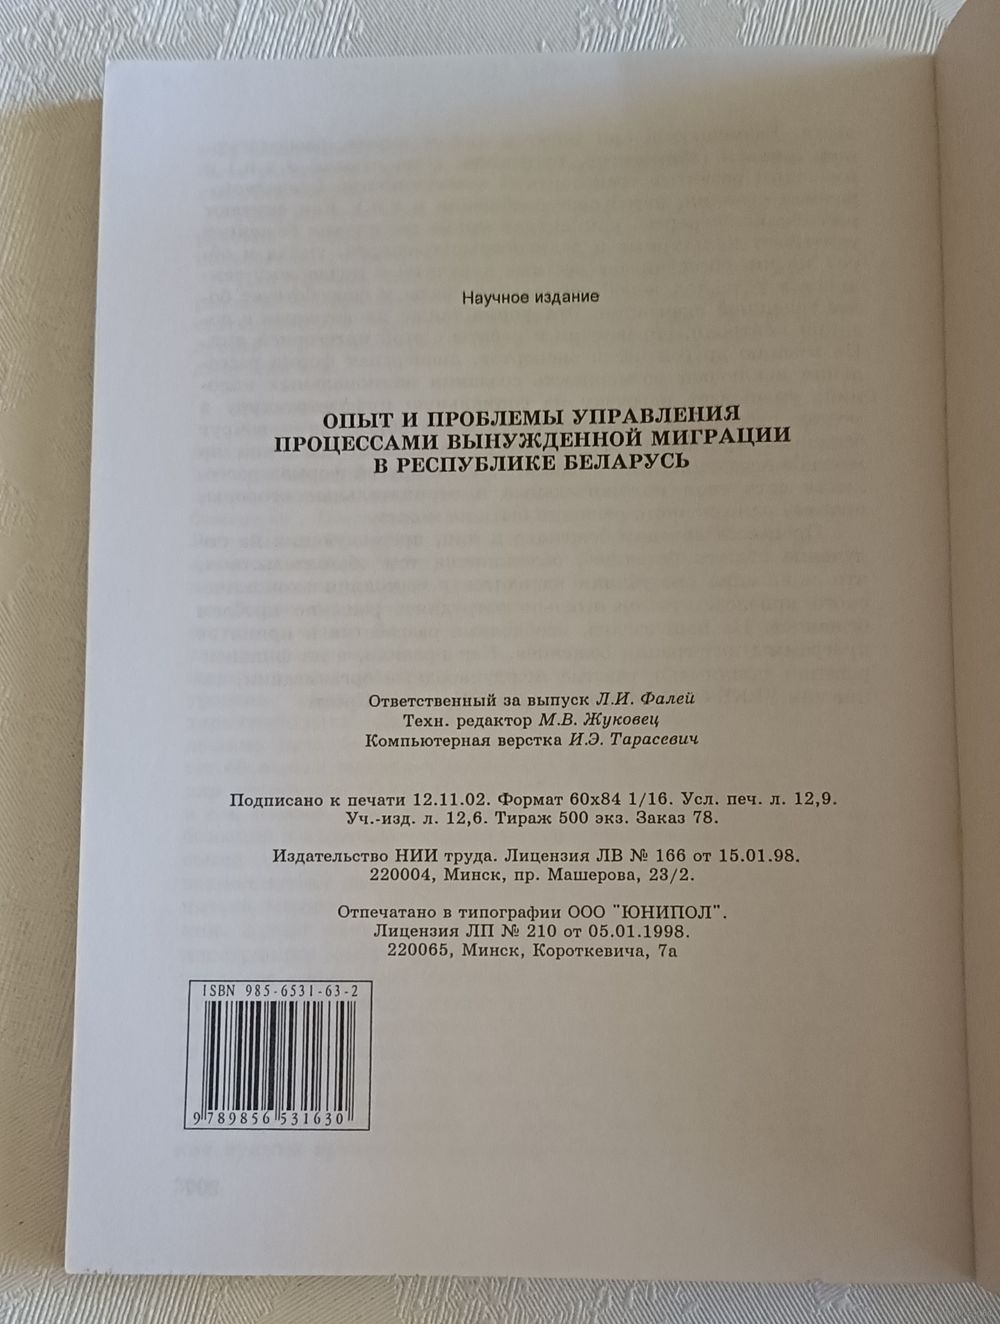 Научное издание
ОПЫТ И ПРОБЛЕМЫ УПРАВЛЕНИЯ
ПРОЦЕССАМИ ВЫНУЖДЕННОЙ МИГРАЦИИ
В РЕСПУБЛИКЕ БЕЛАРУСЬ
Ответственный за выпуск Л.И. Фалей
Техн. редактор М.В. Жуковец
Компьютерная верстка И.Э. Тарасевич
Подписано к печати 12.11.02. Формат 60х84 1/16. Усл. печ. л. 12,9.
Уч.-изд. л. 12,6. Тираж 500 экз. Заказ 78.
Издательство НИИ труда. Лицензия ЛВ № 166 от 15.01.98.
220004, Минск, пр. Машерова, 23/2.
Отпечатано в типографии ООО "ЮНИПОЛ".
Лицензия ЛП № 210 от 05.01.1998.
220065, Минск, Короткевича, 7а
ISBN 985-6531-63-2
9 789856 531630